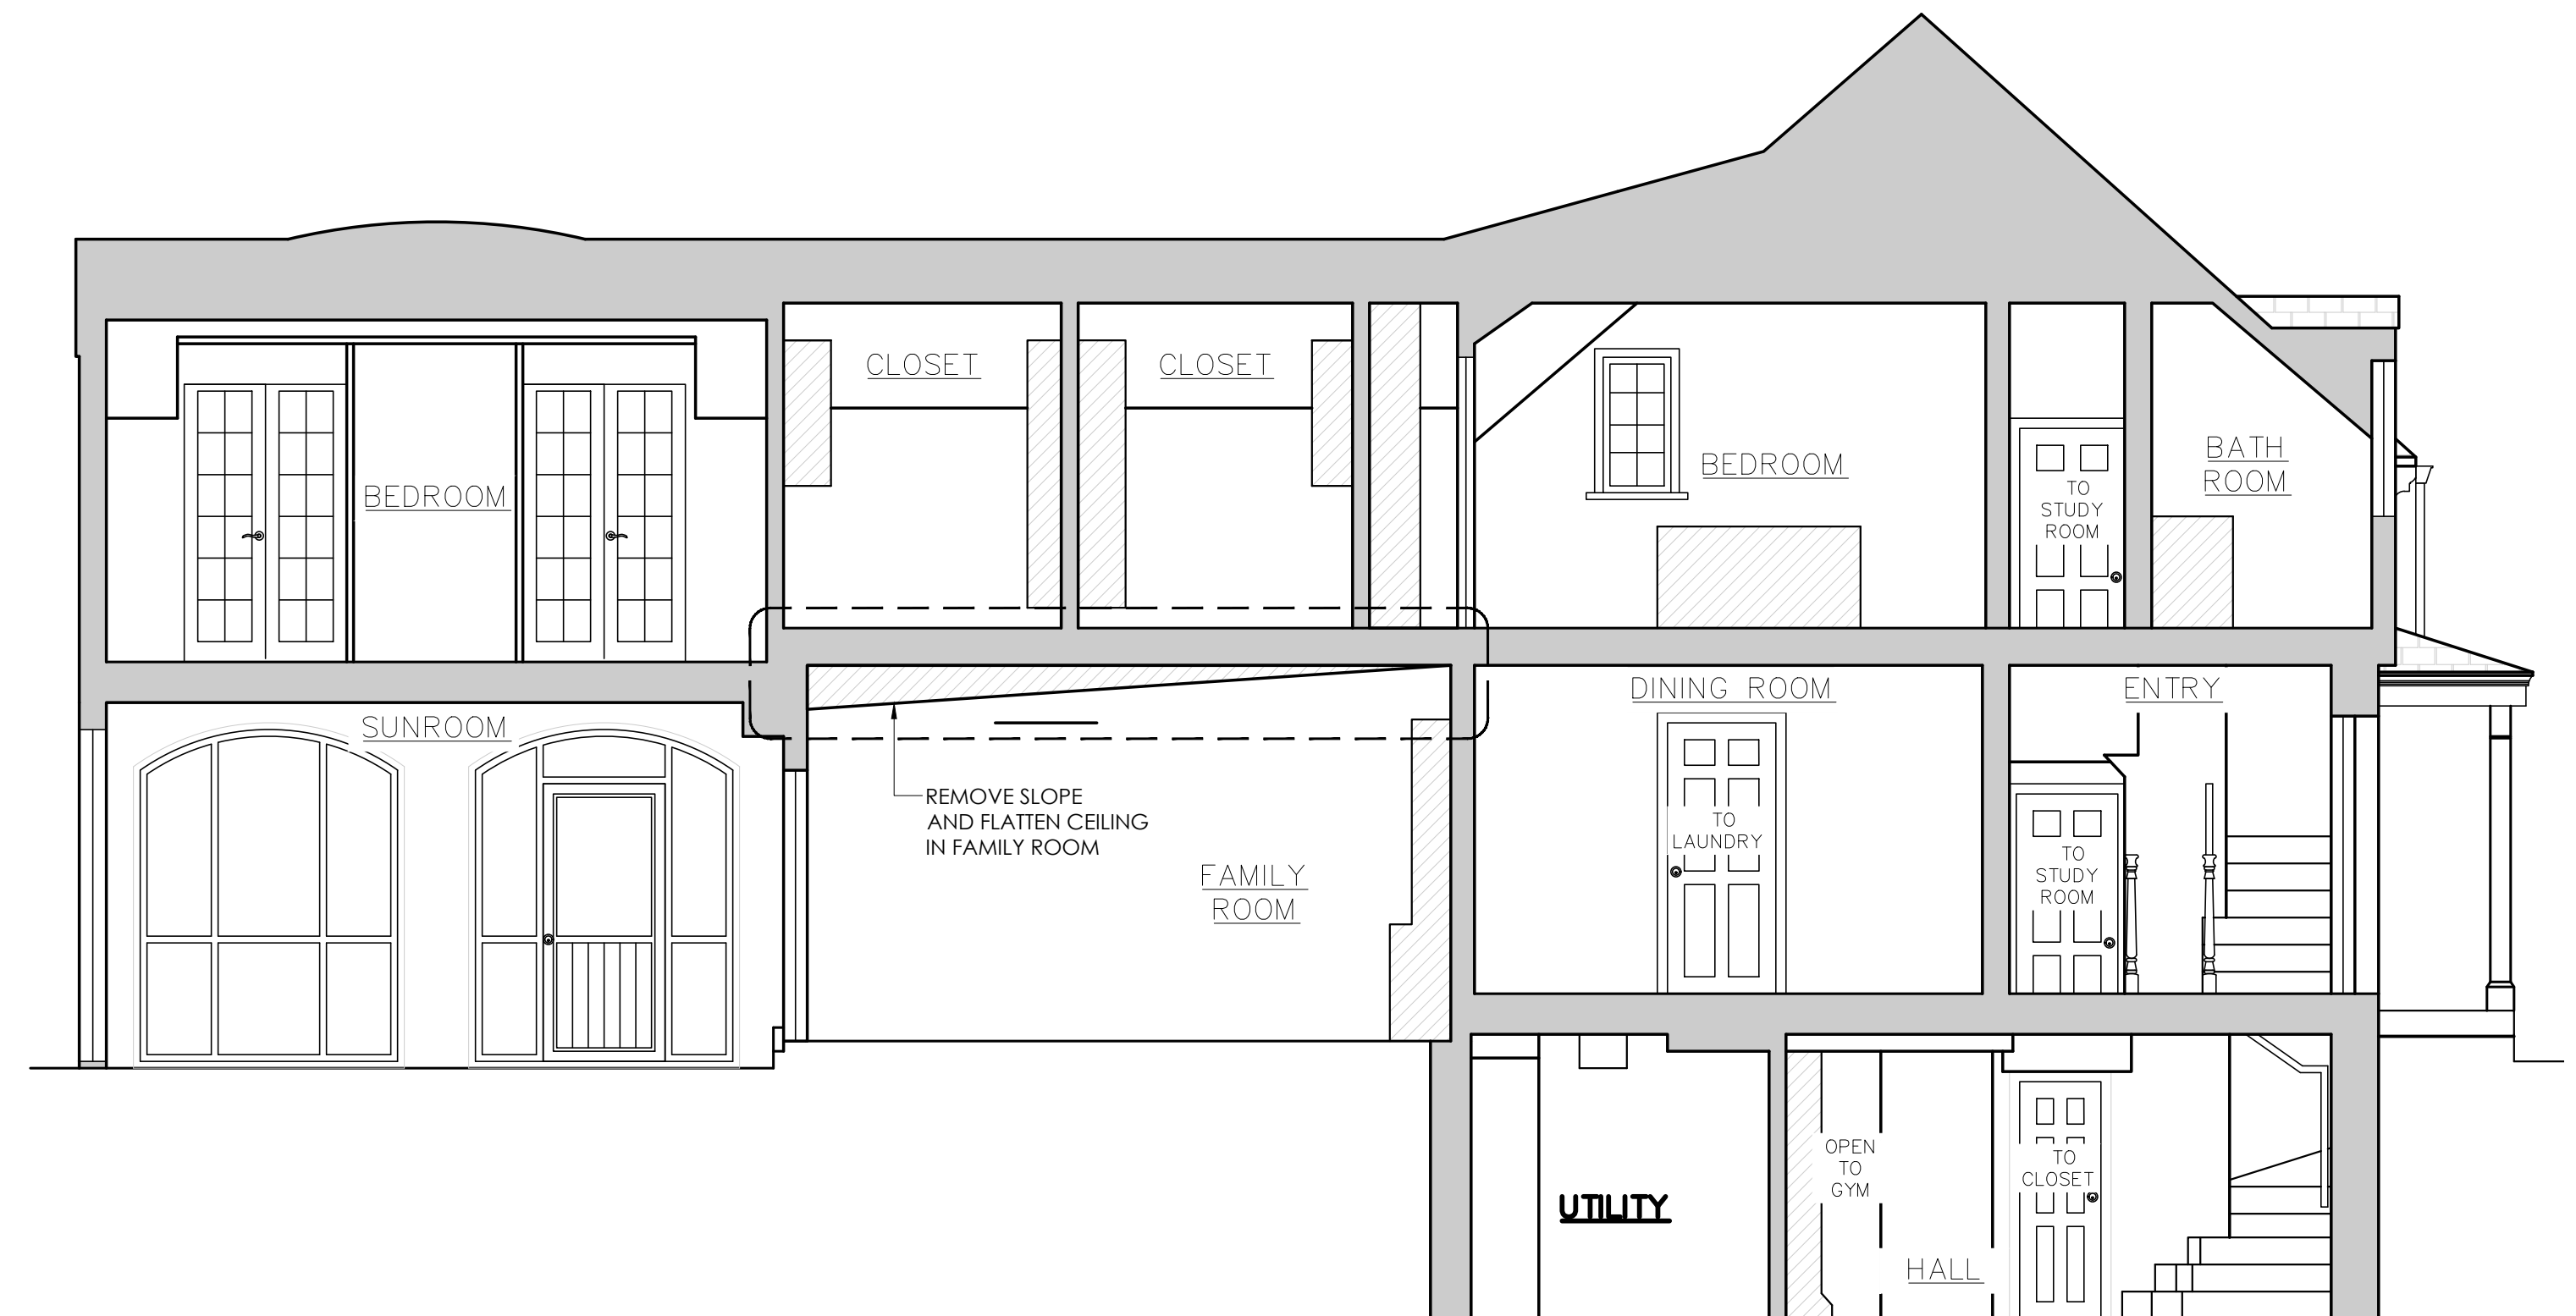 CLOSET
CLOSET
BEDROOM
BEDROOM
TO
STUDY
ROOM
BATH
ROOM
SUNROOM
DINING ROOM
ENTRY
REMOVE SLOPE
AND FLATTEN CEILING
IN FAMILY ROOM
FAMILY
ROOM
TO
LAUNDRY
TO
STUDY
ROOM
UTILITY
OPEN
TO
GYM
TO
CLOSET
HALL